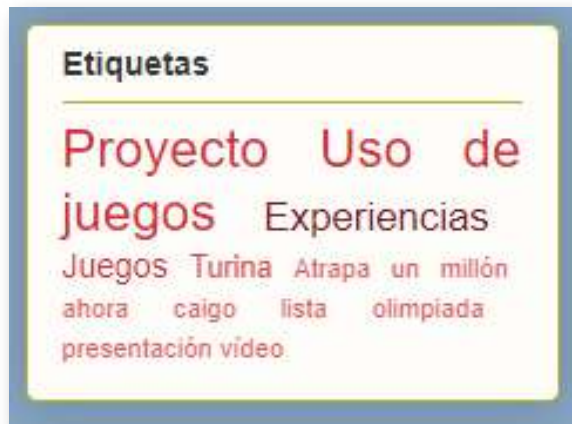 Etiquetas
Proyecto Uso de
juegos Experiencias
Juegos Turina Atrapa un millón
ahora caigo lista olimpiada
presentación vídeo